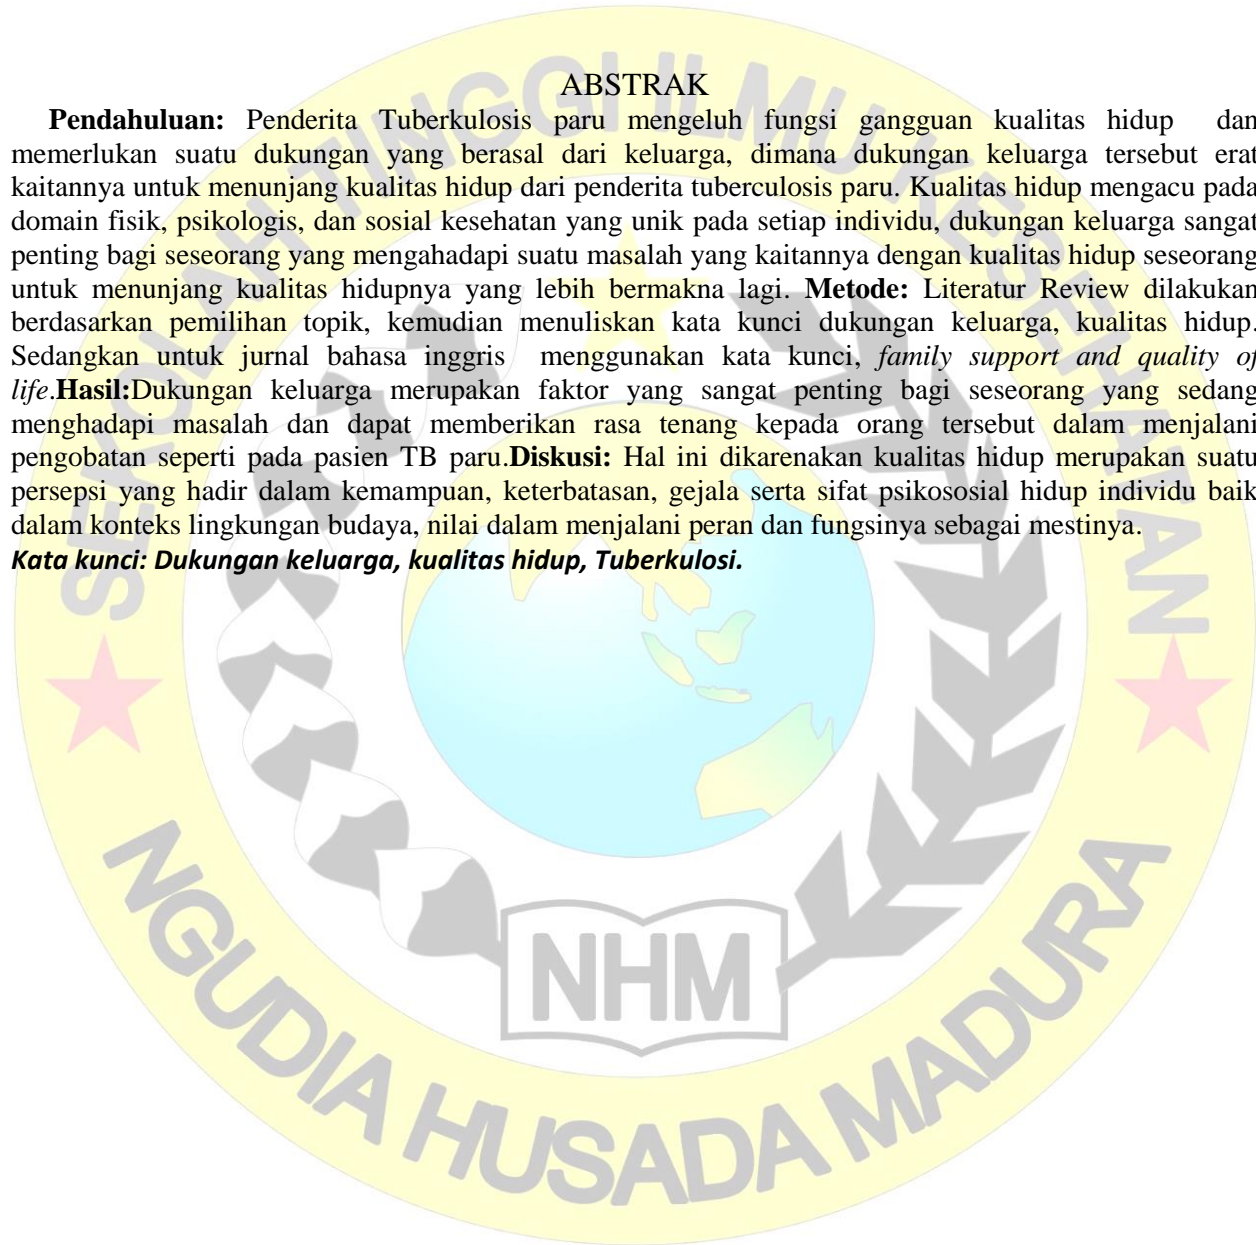 ABSTRAK
Pendahuluan: Penderita Tuberkulosis paru mengeluh fungsi gangguan kualitas hidup dan
memerlukan suatu dukungan yang berasal dari keluarga, dimana dukungan keluarga tersebut erat
kaitannya untuk menunjang kualitas hidup dari penderita tuberculosis paru. Kualitas hidup mengacu pada
domain fisik, psikologis, dan sosial kesehatan yang unik pada setiap individu, dukungan keluarga sangat
penting bagi seseorang yang mengahadapi suatu masalah yang kaitannya dengan kualitas hidup seseorang
untuk menunjang kualitas hidupnya yang lebih bermakna lagi. Metode: Literatur Review dilakukan
berdasarkan pemilihan topik, kemudian menuliskan kata kunci dukungan keluarga, kualitas hidup.
Sedangkan untuk jurnal bahasa inggris menggunakan kata kunci, family support and quality of
life.Hasil:Dukungan keluarga merupakan faktor yang sangat penting bagi seseorang yang sedang
menghadapi masalah dan dapat memberikan rasa tenang kepada orang tersebut dalam menjalani
pengobatan seperti pada pasien TB paru.Diskusi: Hal ini dikarenakan kualitas hidup merupakan suatu
persepsi yang hadir dalam kemampuan, keterbatasan, gejala serta sifat psikososial hidup individu baik
dalam konteks lingkungan budaya, nilai dalam menjalani peran dan fungsinya sebagai mestinya.
Kata kunci: Dukungan keluarga, kualitas hidup, Tuberkulosi.
SEKOLAH TINGGI ILMU KESEHATAN
NHM
NGUDIA HUSADA MADURA